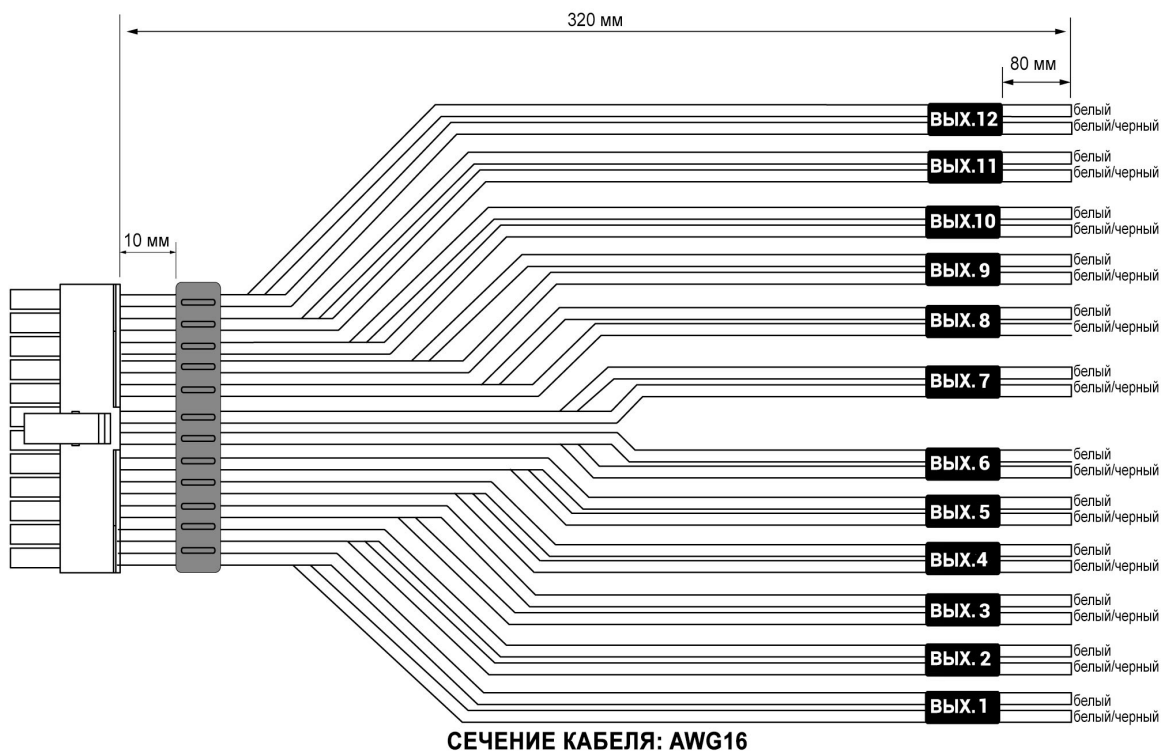 320 мм
80 мм
ВЫХ.12
белый
белый/черный
ВЫХ.11
белый
белый/черный
ВЫХ.10
белый
белый/черный
10 мм
ВЫХ. 9
белый
белый/черный
ВЫХ. 8
белый
белый/черный
ВЫХ. 7
белый
белый/черный
ВЫХ. 6
белый
белый/черный
ВЫХ. 5
белый
белый/черный
ВЫХ. 4
белый
белый/черный
ВЫХ. 3
белый
белый/черный
ВЫХ. 2
белый
белый/черный
ВЫХ. 1
белый
белый/черный
СЕЧЕНИЕ КАБЕЛЯ: AWG16